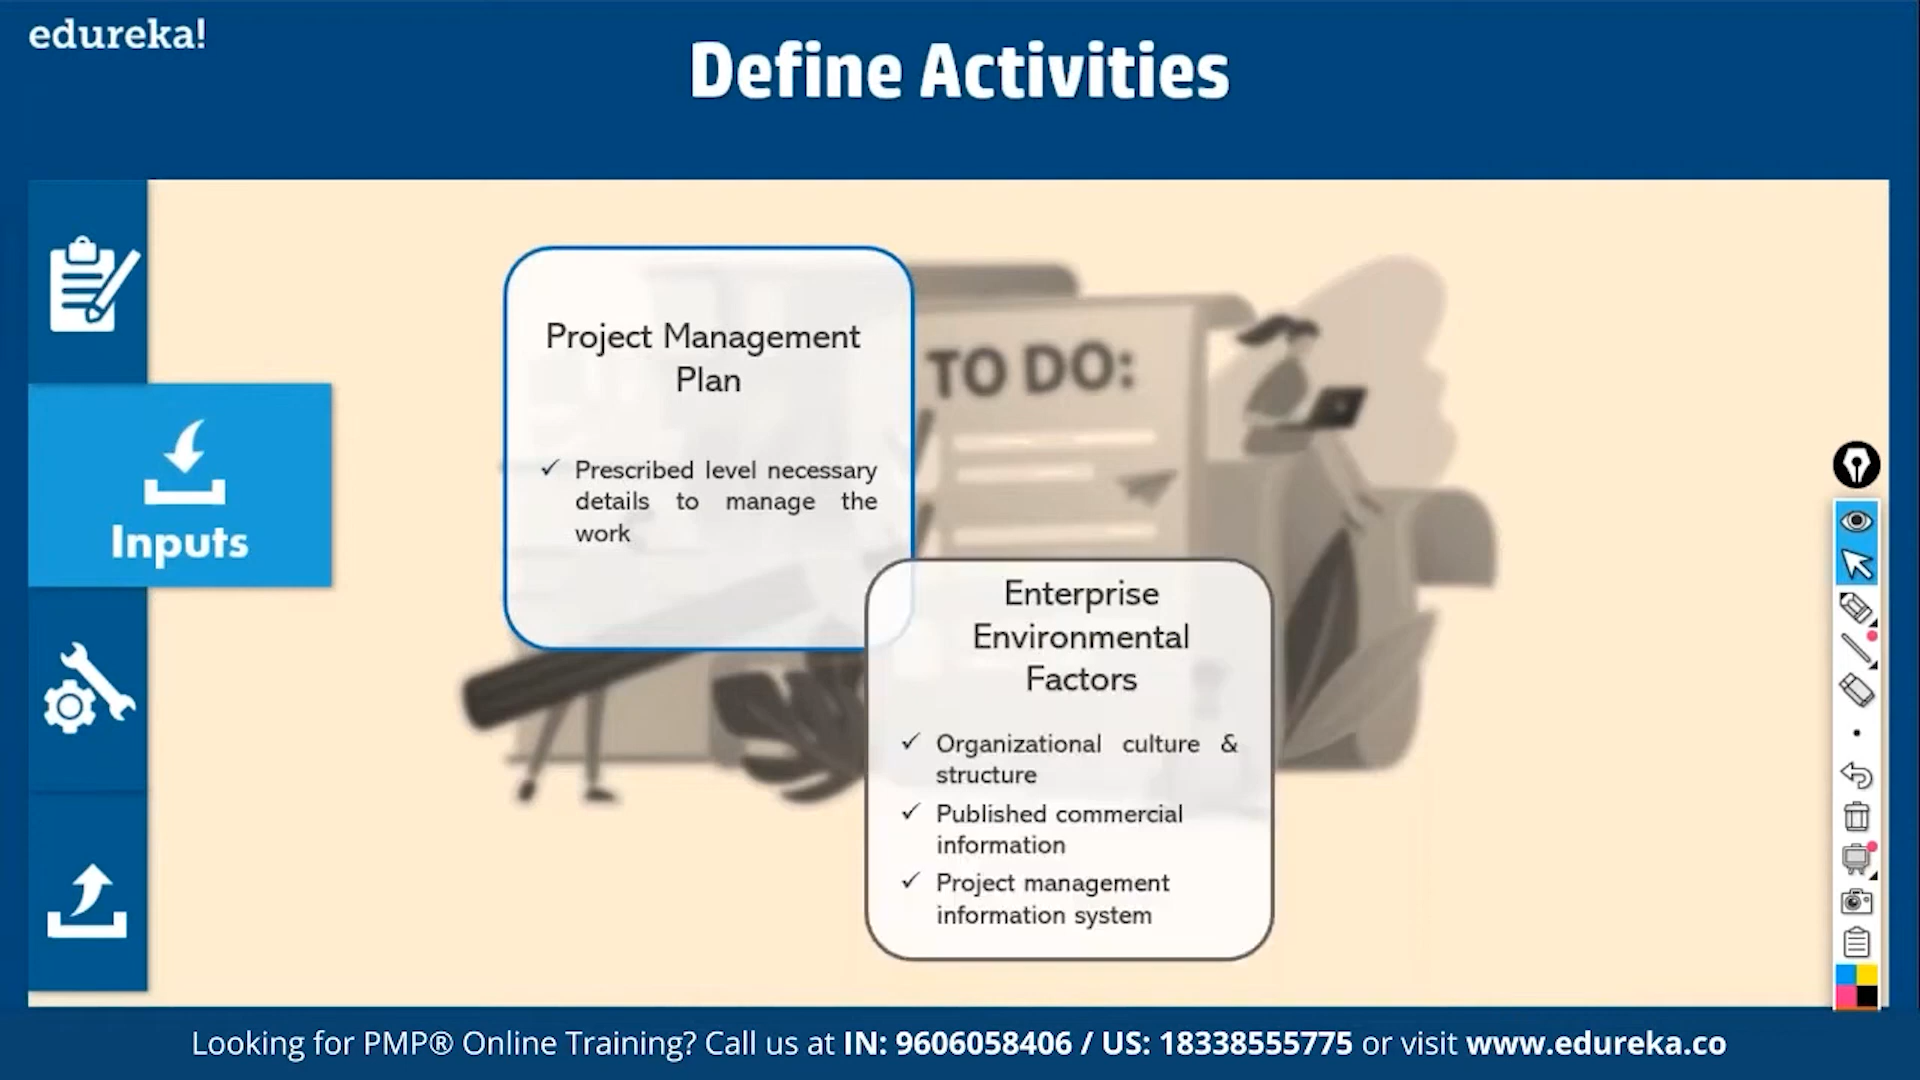 edureka!
Define Activities
Inputs
Project Management
Plan
✓ Prescribed level necessary
details to manage the
work
TO DO:
Enterprise
Environmental
Factors
✓ Organizational culture &
structure
✓ Published commercial
information
✓ Project management
information system
Looking for PMP® Online Training? Call us at IN: 9606058406 / US: 18338555775 or visit www.edureka.co